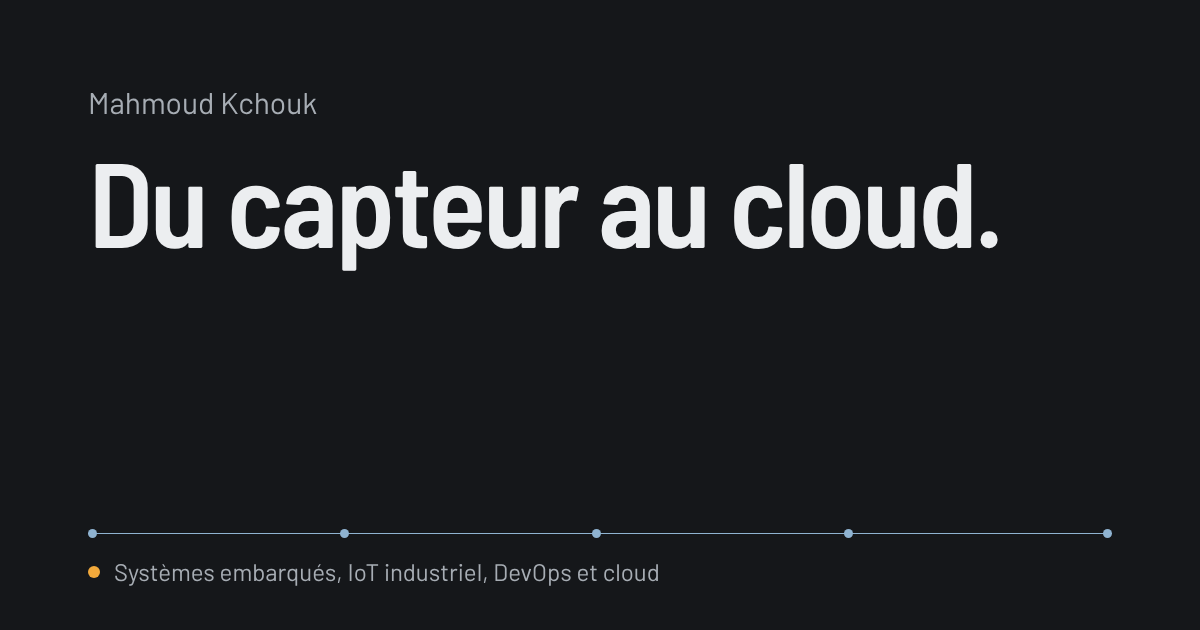 Mahmoud Kchouk
Du capteur au cloud.
Systèmes embarqués, IoT industriel, DevOps et cloud